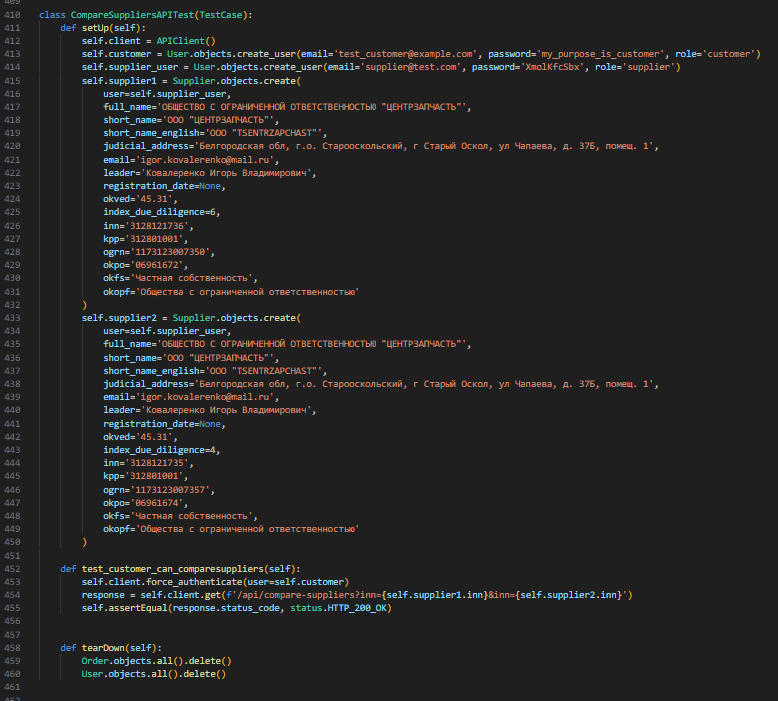 409
410 class CompareSuppliersAPITest(TestCase):
411 def setUp(self):
412 self.client = APIClient()
413 self.customer = User.objects.create_user(email='test_customer@example.com', password='my_purpose_is_customer', role='customer')
414 self.supplier_user = User.objects.create_user(email='supplier@test.com', password='XmolKfcSbx', role='supplier')
415 self.supplier1 = Supplier.objects.create(
416 user=self.supplier_user,
417 full_name='ОБЩЕСТВО С ОГРАНИЧЕННОЙ ОТВЕТСТВЕННОСТЬЮ "ЦЕНТРЗАПЧАСТЬ"',
418 short_name='ООО "ЦЕНТРЗАПЧАСТЬ"',
419 short_name_english='OOO "TSENTRZAPCHAST"',
420 judicial_address='Белгородская обл, г.о. Старооскольский, г Старый Оскол, ул Чапаева, д. 37Б, помещ. 1',
421 email='igor.kovalerenko@mail.ru',
422 leader='Коваleренко Игорь Владимирович',
423 registration_date=None,
424 okved='45.31',
425 index_due_diligence=6,
426 inn='3128121736',
427 kpp='312801001',
428 ogrn='1173123007350',
429 okpo='06961672',
430 okfs='Частная собственность',
431 okopf='Общества с ограниченной ответственностью'
432 )
433 self.supplier2 = Supplier.objects.create(
434 user=self.supplier_user,
435 full_name='ОБЩЕСТВО С ОГРАНИЧЕННОЙ ОТВЕТСТВЕННОСТЬЮ "ЦЕНТРЗАПЧАСТЬ"',
436 short_name='ООО "ЦЕНТРЗАПЧАСТЬ"',
437 short_name_english='OOO "TSENTRZAPCHAST"',
438 judicial_address='Белгородская обл, г.о. Старооскольский, г Старый Оскол, ул Чапаева, д. 37Б, помещ. 1',
439 email='igor.kovalerenko@mail.ru',
440 leader='Ковалеренко Игорь Владимирович',
441 registration_date=None,
442 okved='45.31',
443 index_due_diligence=4,
444 inn='3128121735',
445 kpp='312801001',
446 ogrn='1173123007357',
447 okpo='06961674',
448 okfs='Частная собственность',
449 okopf='Общества с ограниченной ответственностью'
450 )
451
452 def test_customer_can_comparesuppliers(self):
453 self.client.force_authenticate(user=self.customer)
454 response = self.client.get(f'/api/compare-suppliers?inn={self.supplier1.inn}&inn={self.supplier2.inn}')
455 self.assertEqual(response.status_code, status.HTTP_200_OK)
456
457
458 def tearDown(self):
459 Order.objects.all().delete()
460 User.objects.all().delete()
461
462